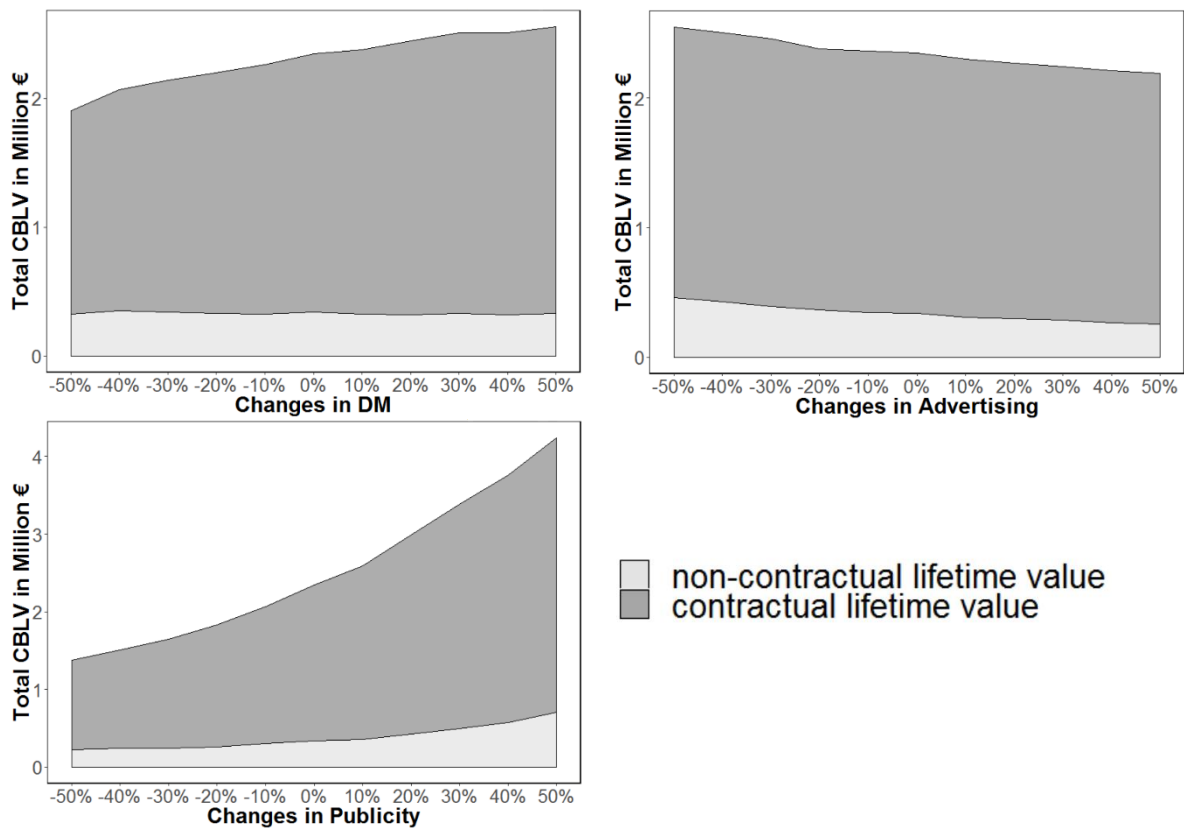 Total CBLV in Million €
2
1
0
-50% -40% -30% -20% -10% 0% 10% 20% 30% 40% 50%
Changes in DM
Total CBLV in Million €
2
1
0
-50% -40% -30% -20% -10% 0% 10% 20% 30% 40% 50%
Changes in Advertising
Total CBLV in Million €
4
3
2
1
0
-50% -40% -30% -20% -10% 0% 10% 20% 30% 40% 50%
Changes in Publicity
non-contractual lifetime value
contractual lifetime value